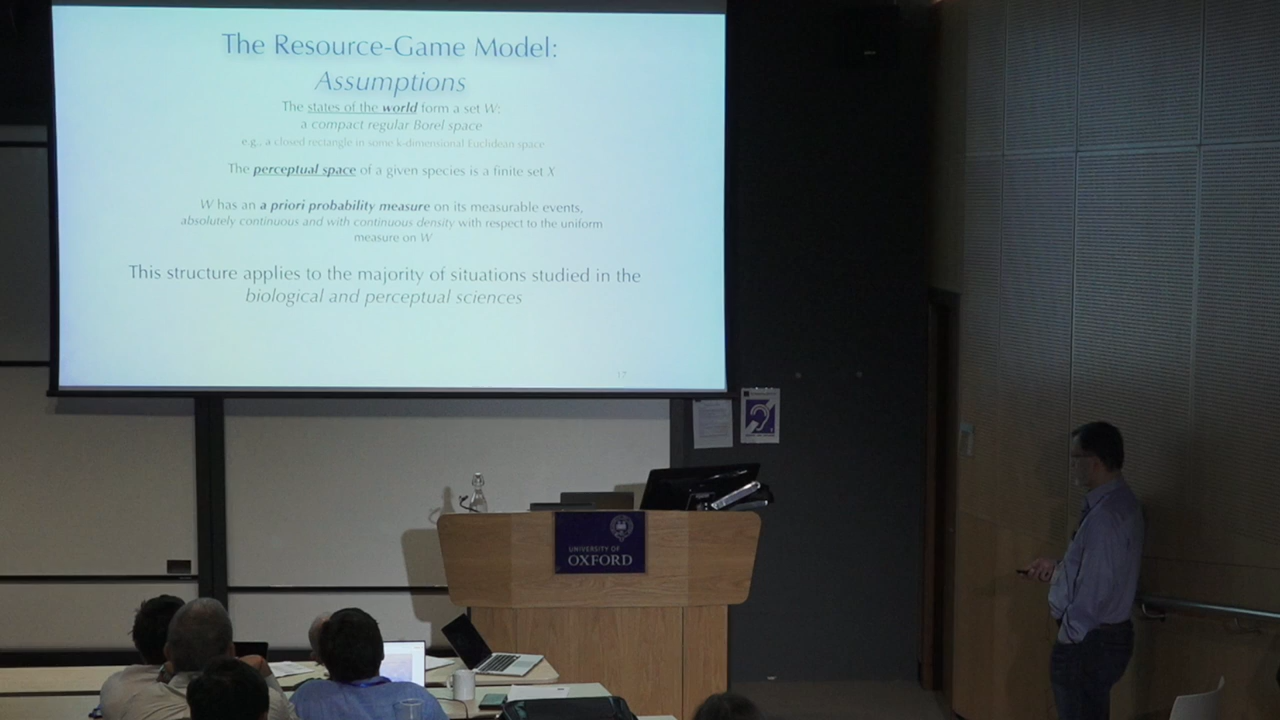 The Resource-Game Model:
Assumptions
The states of the world form a set W:
a compact regular Borel space
e.g., a closed rectangle in some k-dimensional Euclidean space
The perceptual space of a given species is a finite set X
W has an a priori probability measure on its measurable events,
absolutely continuous and with continuous density with respect to the uniform
measure on W
This structure applies to the majority of situations studied in the
biological and perceptual sciences
17
UNIVERSITY OF
OXFORD